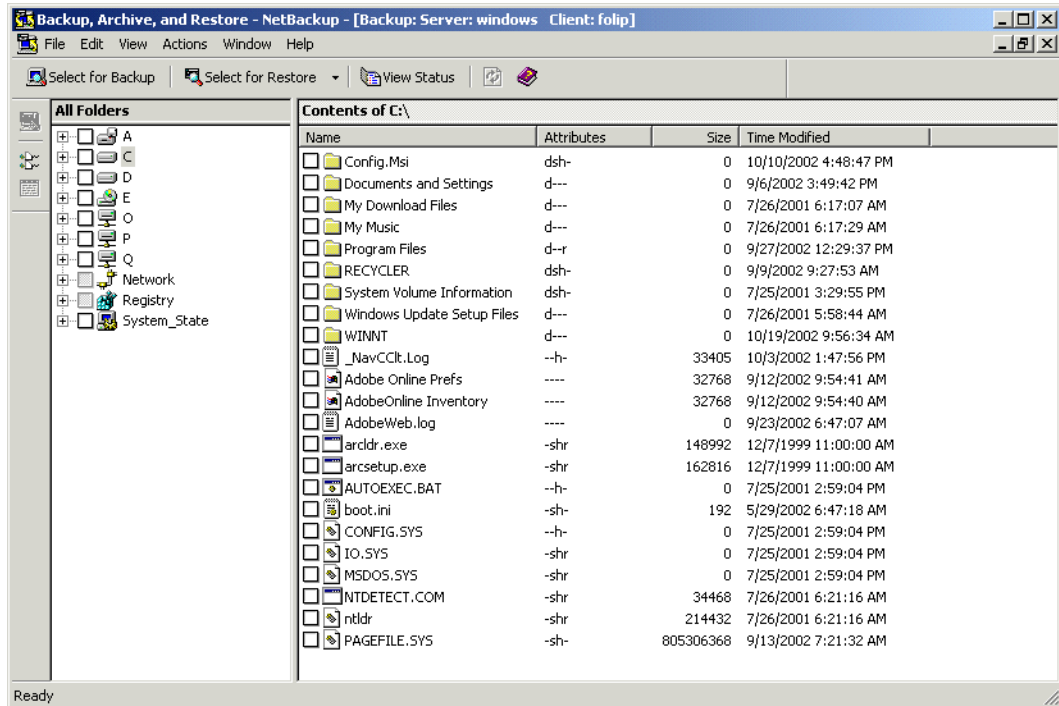 Backup, Archive, and Restore - NetBackup - [Backup: Server: windows   Client: folip]
File Edit View Actions Window Help
Select for Backup Select for Restore View Status
All Folders
A
C
D
E
O
P
Q
Network
Registry
System_State
Contents of C:\
Name Attributes Size Time Modified
Config.Msi dsh- 0 10/10/2002 4:48:47 PM
Documents and Settings d--- 0 9/6/2002 3:49:42 PM
My Download Files d--- 0 7/26/2001 6:17:07 AM
My Music d--- 0 7/26/2001 6:17:29 AM
Program Files d--r 0 9/27/2002 12:29:37 PM
RECYCLER dsh- 0 9/9/2002 9:27:53 AM
System Volume Information dsh- 0 7/25/2001 3:29:55 PM
Windows Update Setup Files d--- 0 7/26/2001 5:58:44 AM
WINNT d--- 0 10/19/2002 9:56:34 AM
_NavCClt.Log --h- 33405 10/3/2002 1:47:56 PM
Adobe Online Prefs ---- 32768 9/12/2002 9:54:41 AM
AdobeOnline Inventory ---- 32768 9/12/2002 9:54:40 AM
AdobeWeb.log ---- 0 9/23/2002 6:47:07 AM
arcldr.exe -shr 148992 12/7/1999 11:00:00 AM
arcsetup.exe -shr 162816 12/7/1999 11:00:00 AM
AUTOEXEC.BAT --h- 0 7/25/2001 2:59:04 PM
boot.ini -sh- 192 5/29/2002 6:47:18 AM
CONFIG.SYS --h- 0 7/25/2001 2:59:04 PM
IO.SYS -shr 0 7/25/2001 2:59:04 PM
MSDOS.SYS -shr 0 7/25/2001 2:59:04 PM
NTDETECT.COM -shr 34468 7/26/2001 6:21:16 AM
ntldr -shr 214432 7/26/2001 6:21:16 AM
PAGEFILE.SYS -sh- 805306368 9/13/2002 7:21:32 AM
Ready